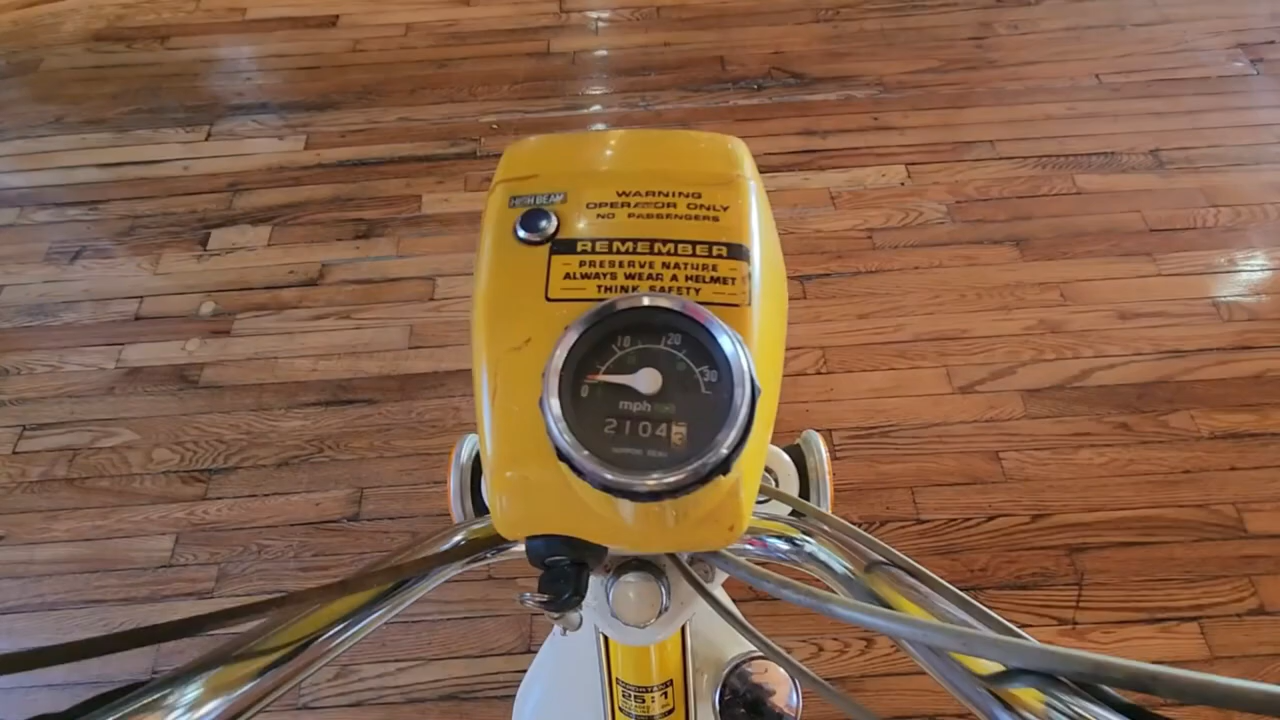 HIGH BEAM
WARNING
OPERATOR ONLY
NO PASSENGERS
REMEMBER
PRESERVE NATURE
ALWAYS WEAR A HELMET
THINK SAFETY
10 20
0 30
mph
2104 3
IMPORTANT
25:1